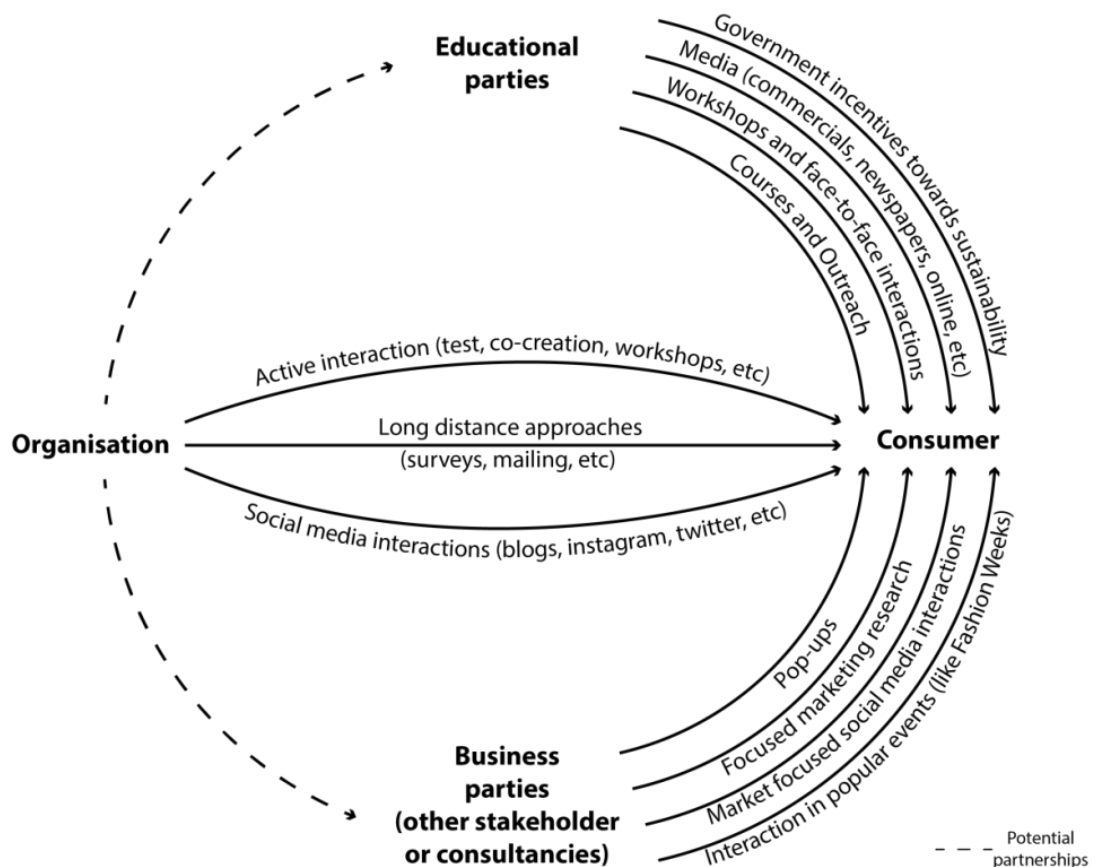 Educational
parties
Government incentives towards sustainability
Media (commercials, newspapers, online, etc)
Workshops and face-to-face interactions
Courses and Outreach
Active interaction (test, co-creation, workshops, etc)
Organisation
Long distance approaches
(surveys, mailing, etc)
Consumer
Social media interactions (blogs, instagram, twitter, etc)
Pop-ups
Focused marketing research
Market focused social media interactions
Interaction in popular events (like Fashion Weeks)
Business
parties
(other stakeholder
or consultancies)
Potential
partnerships